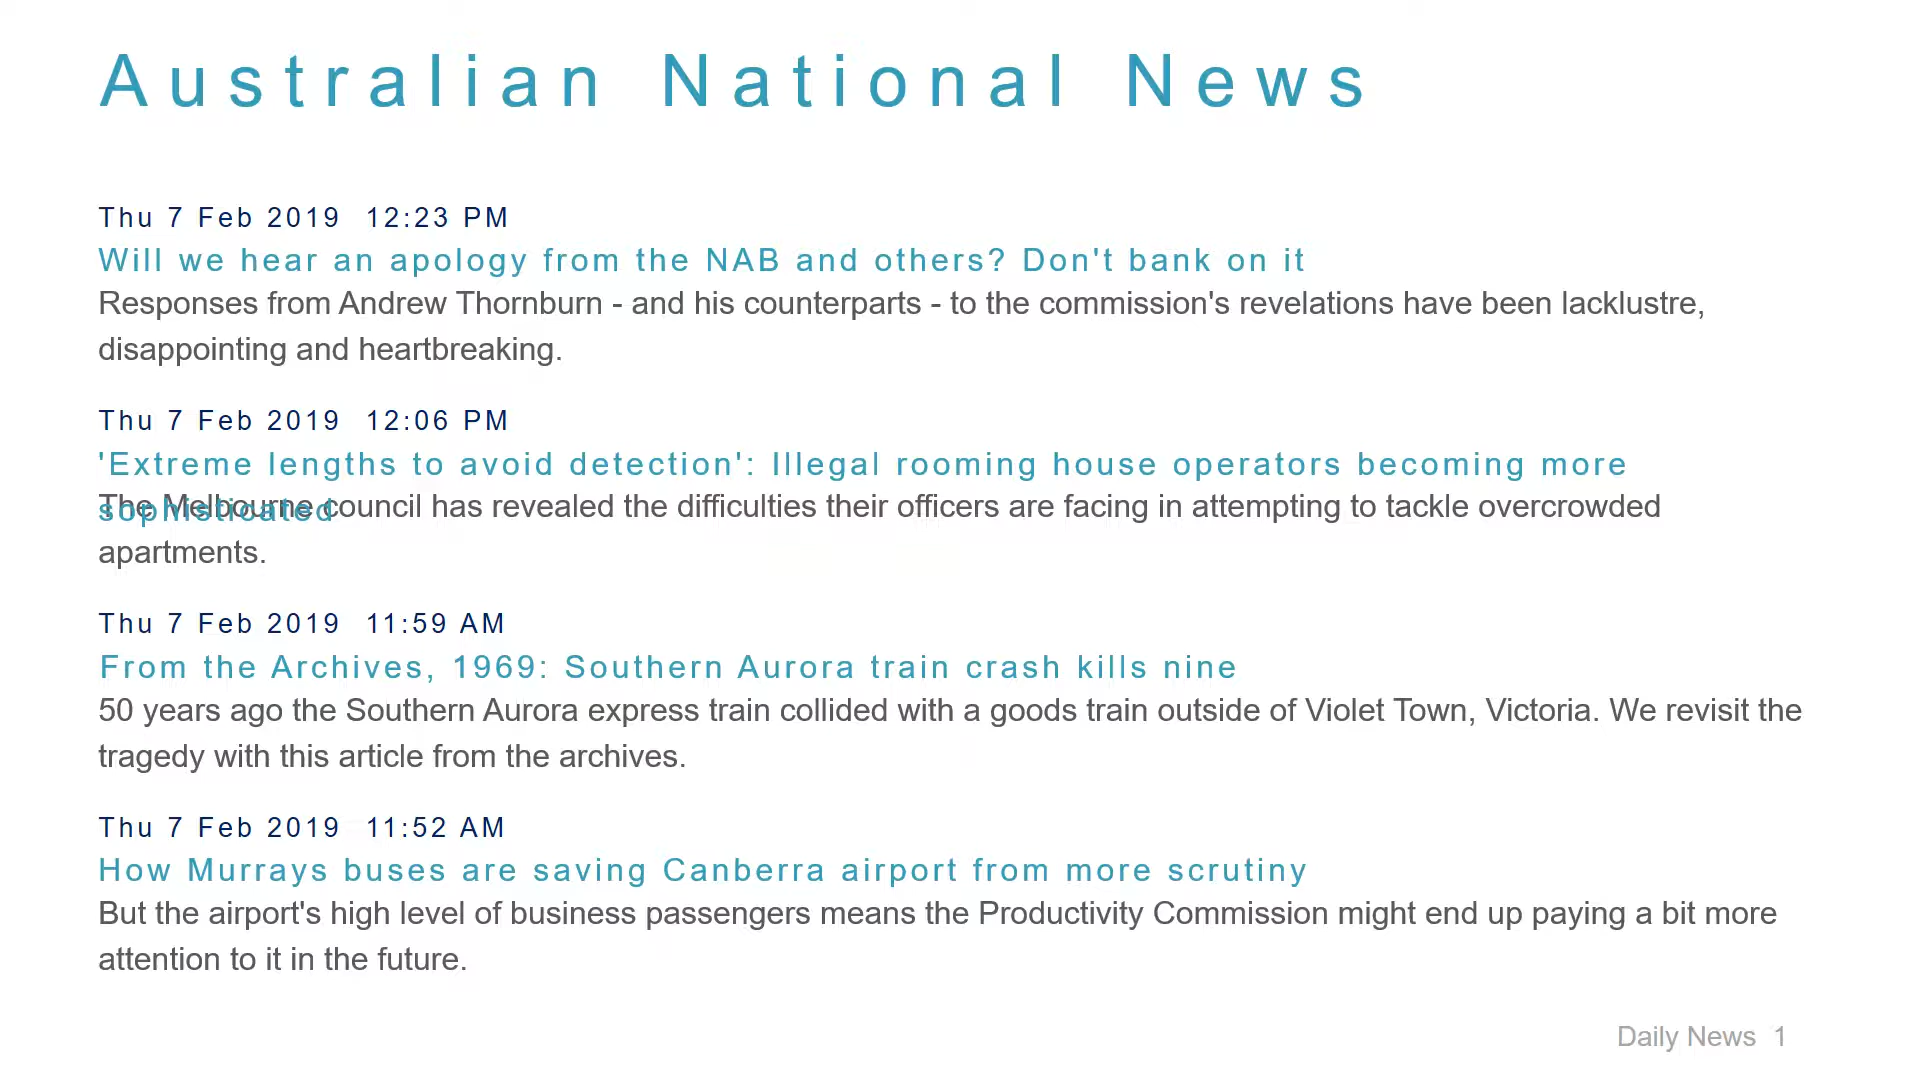 Australian National News
Thu 7 Feb 2019 12:23 PM
Will we hear an apology from the NAB and others? Don't bank on it
Responses from Andrew Thornburn - and his counterparts - to the commission's revelations have been lacklustre,
disappointing and heartbreaking.
Thu 7 Feb 2019 12:06 PM
'Extreme lengths to avoid detection': Illegal rooming house operators becoming more
sophisticated
The Melbourne council has revealed the difficulties their officers are facing in attempting to tackle overcrowded
apartments.
Thu 7 Feb 2019 11:59 AM
From the Archives, 1969: Southern Aurora train crash kills nine
50 years ago the Southern Aurora express train collided with a goods train outside of Violet Town, Victoria. We revisit the
tragedy with this article from the archives.
Thu 7 Feb 2019 11:52 AM
How Murrays buses are saving Canberra airport from more scrutiny
But the airport's high level of business passengers means the Productivity Commission might end up paying a bit more
attention to it in the future.
Daily News 1